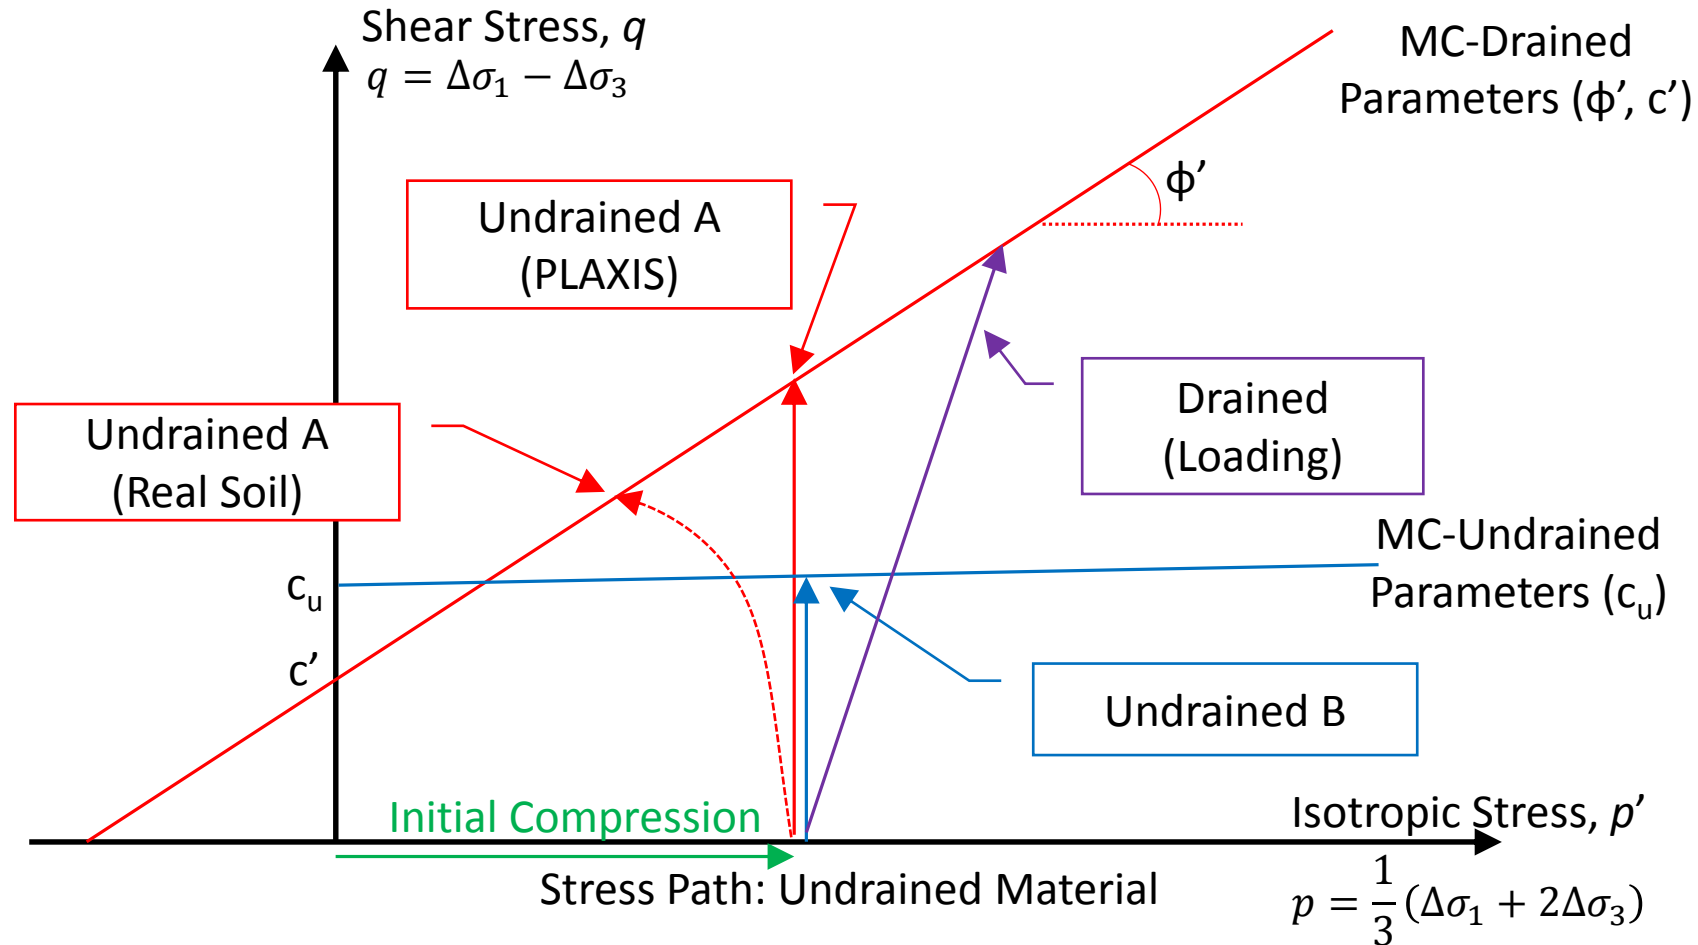 Shear Stress, q
q = Δσ₁ − Δσ₃
MC-Drained
Parameters (ϕ’, c’)
ϕ’
Undrained A
(PLAXIS)
Undrained A
(Real Soil)
Drained
(Loading)
MC-Undrained
Parameters (cᵤ)
cᵤ
c’
Undrained B
Initial Compression
Isotropic Stress, p’
Stress Path: Undrained Material
p = 1/3 (Δσ₁ + 2Δσ₃)